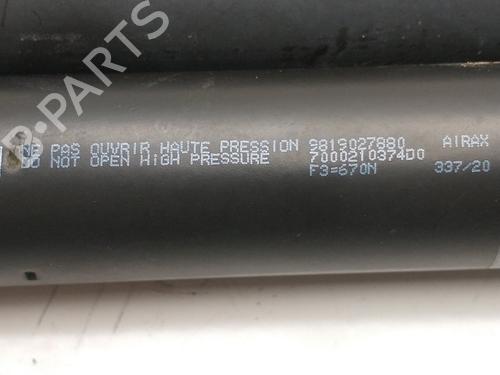 NE PAS OUVRIR HAUTE PRESSION 9819027880 AIRAX
DO NOT OPEN HIGH PRESSURE 7000210374D0
F3=670N 337/20
B-PARTS